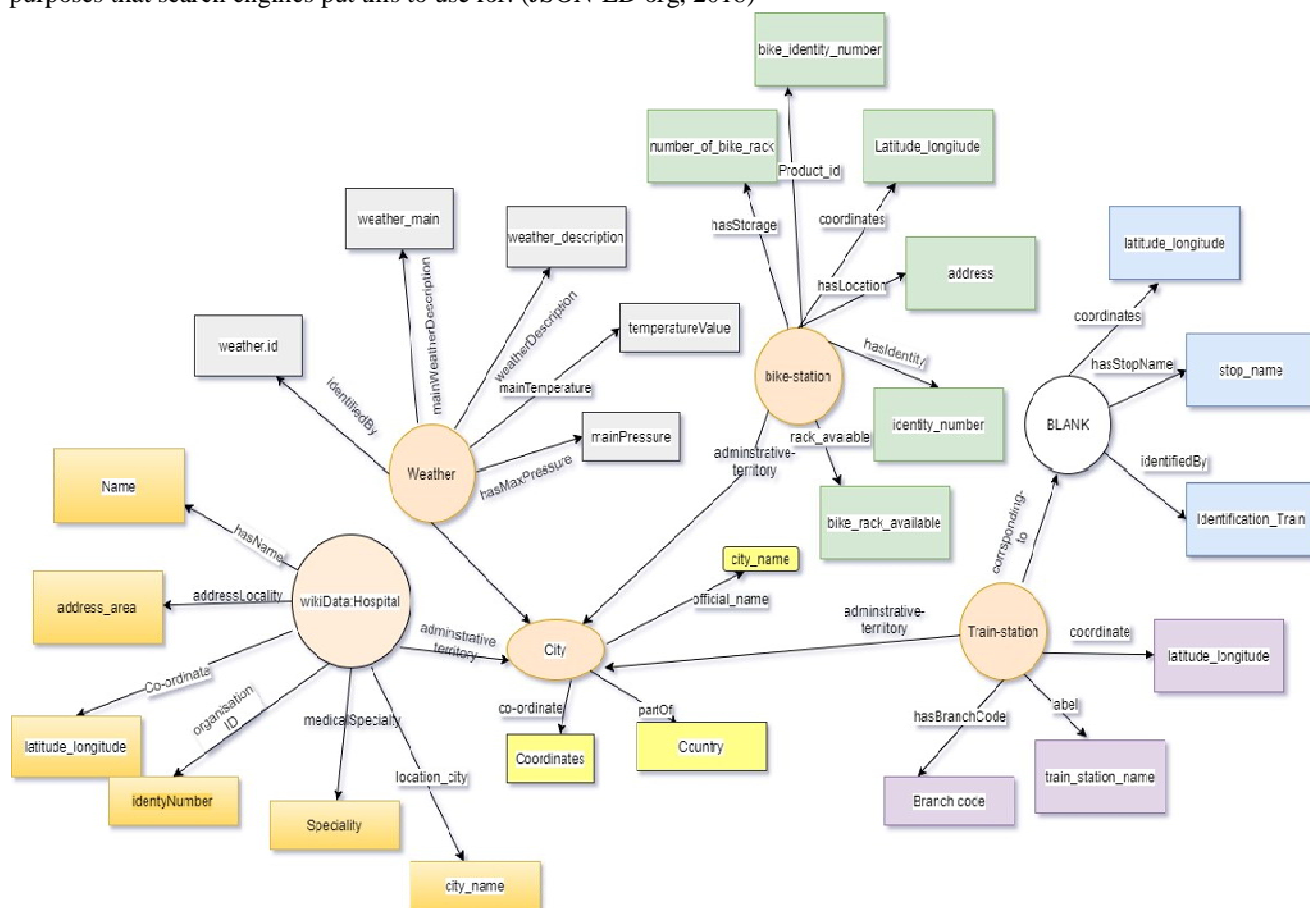 purposes that search engines put this to use for. (JSON-LD org, 2018)
bike_identity_number
number_of_bike_rack
Latitude_longitude
Product_id
weather_main
weather_description
hasStorage
coordinates
latitude_longitude
address
hasLocation
mainWeatherDescription
weatherDescription
temperatureValue
coordinates
weather.id
hasIdentity
hasStopName
stop_name
identifiedBy
mainTemperature
bike-station
identity_number
BLANK
mainPressure
rack_avaiable
Weather
hasMaxPressure
adminstrative-
territory
identifiedBy
Name
bike_rack_available
Identification_Train
hasName
corrsponding-
to
city_name
wikiData:Hospital
addressLocality
address_area
official_name
adminstrative-
territory
Train-station
coordinate
adminstrative
territory
City
latitude_longitude
Co-ordinate
organisation
ID
medicalSpecialty
co-ordinate
partOf
hasBranchCode
label
latitude_longitude
Coordinates
Country
train_station_name
location_city
identyNumber
Branch code
Speciality
city_name